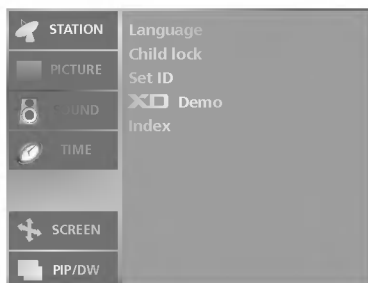 STATION
PICTURE
SOUND
TIME
SCREEN
PIP/DW
Language
Child lock
Set ID
XD Demo
Index